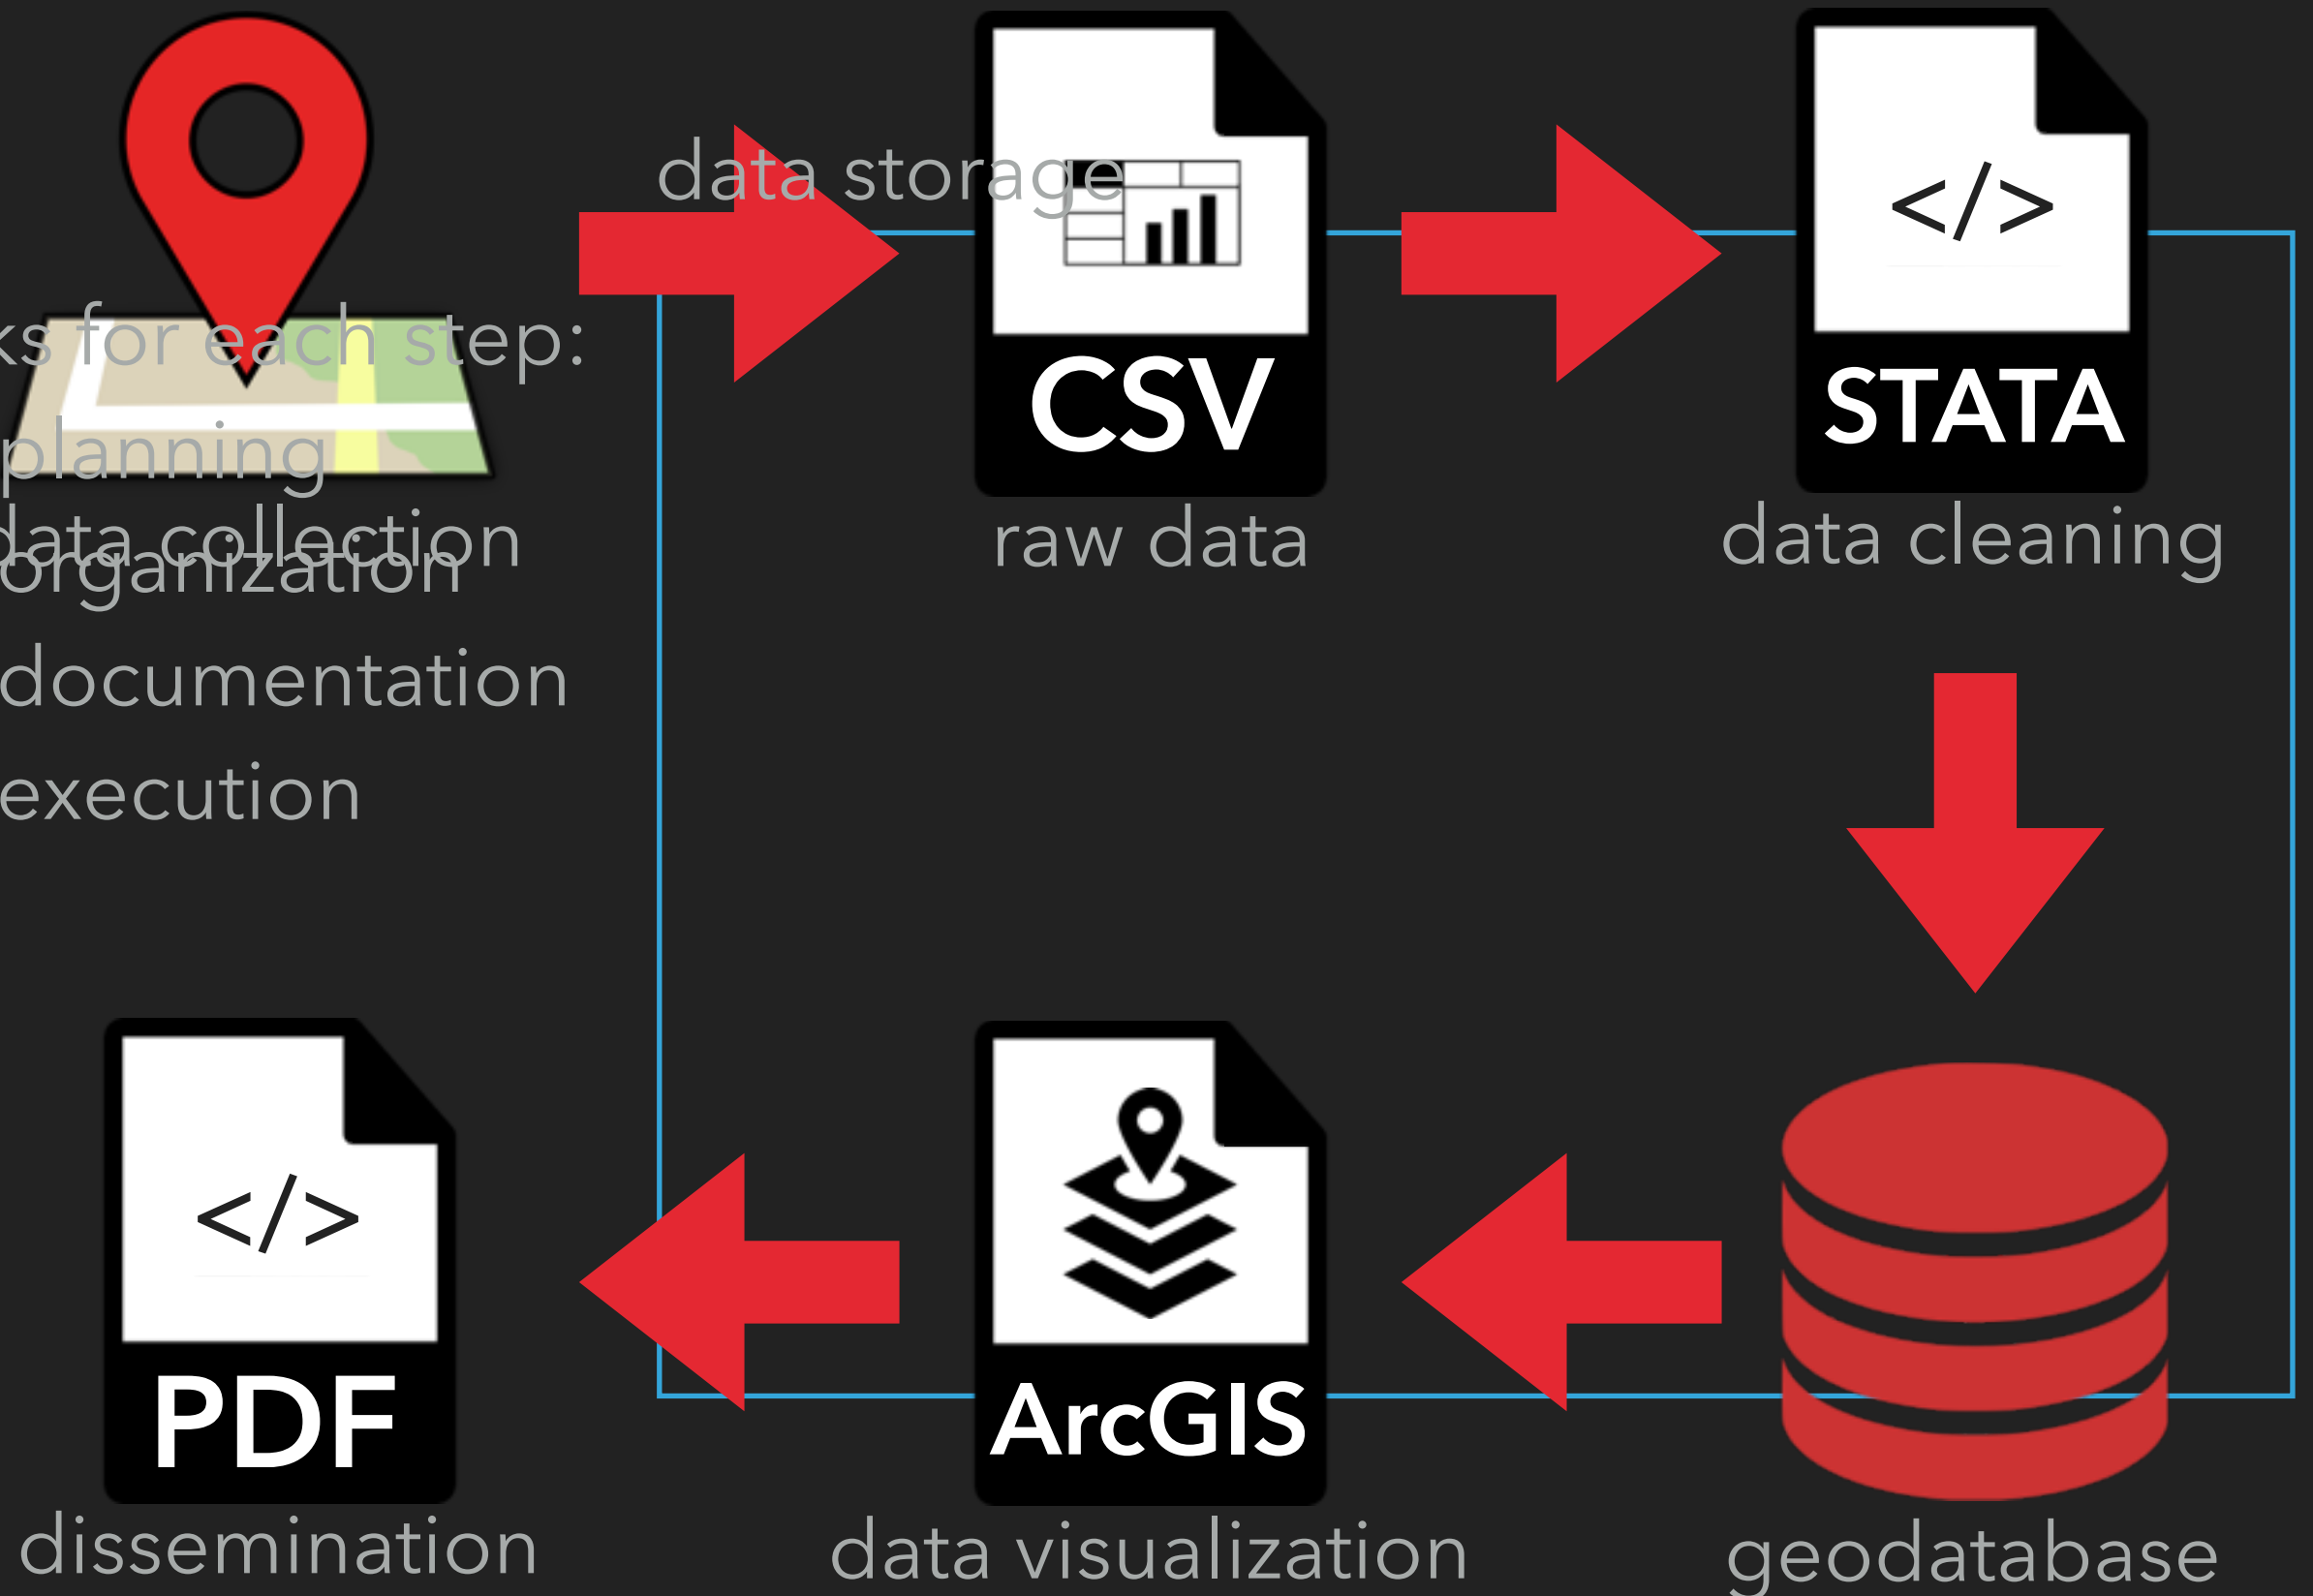 data storage
</>
for each step:
CSV
STATA
planning
data collection
raw data
data cleaning
organization
documentation
execution
</>
PDF
ArcGIS
dissemination
data visualization
geodatabase